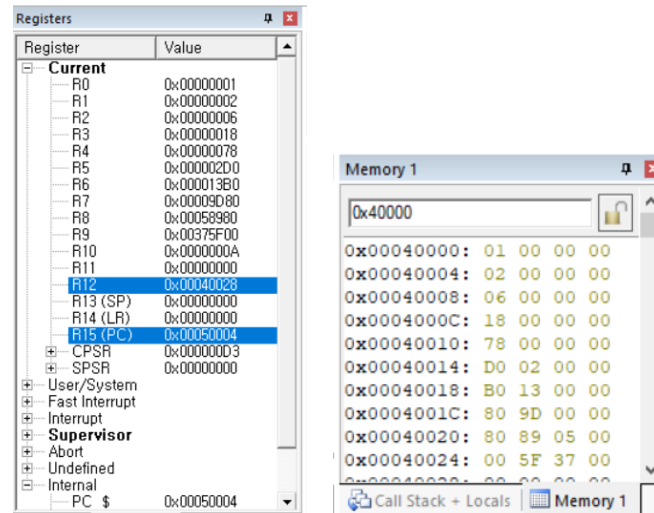 Registers
Register Value
Current
R0 0x00000001
R1 0x00000002
R2 0x00000006
R3 0x00000018
R4 0x00000078
R5 0x000002D0
R6 0x000013B0
R7 0x00009D80
R8 0x00058980
R9 0x00375F00
R10 0x0000000A
R11 0x00000000
R12 0x00040028
R13 (SP) 0x00000000
R14 (LR) 0x00000000
R15 (PC) 0x00050004
CPSR 0x000000D3
SPSR 0x00000000
User/System
Fast Interrupt
Interrupt
Supervisor
Abort
Undefined
Internal
PC $ 0x00050004
Memory 1
0x40000
0x00040000: 01 00 00 00
0x00040004: 02 00 00 00
0x00040008: 06 00 00 00
0x0004000C: 18 00 00 00
0x00040010: 78 00 00 00
0x00040014: D0 02 00 00
0x00040018: B0 13 00 00
0x0004001C: 80 9D 00 00
0x00040020: 80 89 05 00
0x00040024: 00 5F 37 00
Call Stack + Locals Memory 1